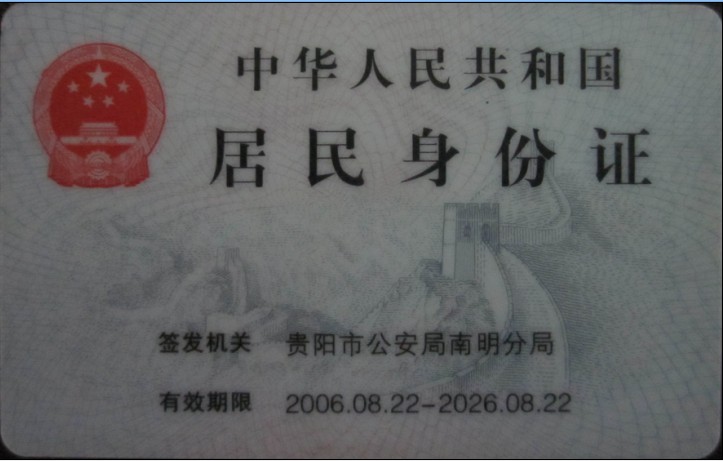 中华人民共和国
居民身份证
签发机关 贵阳市公安局南明分局
有效期限 2006.08.22-2026.08.22